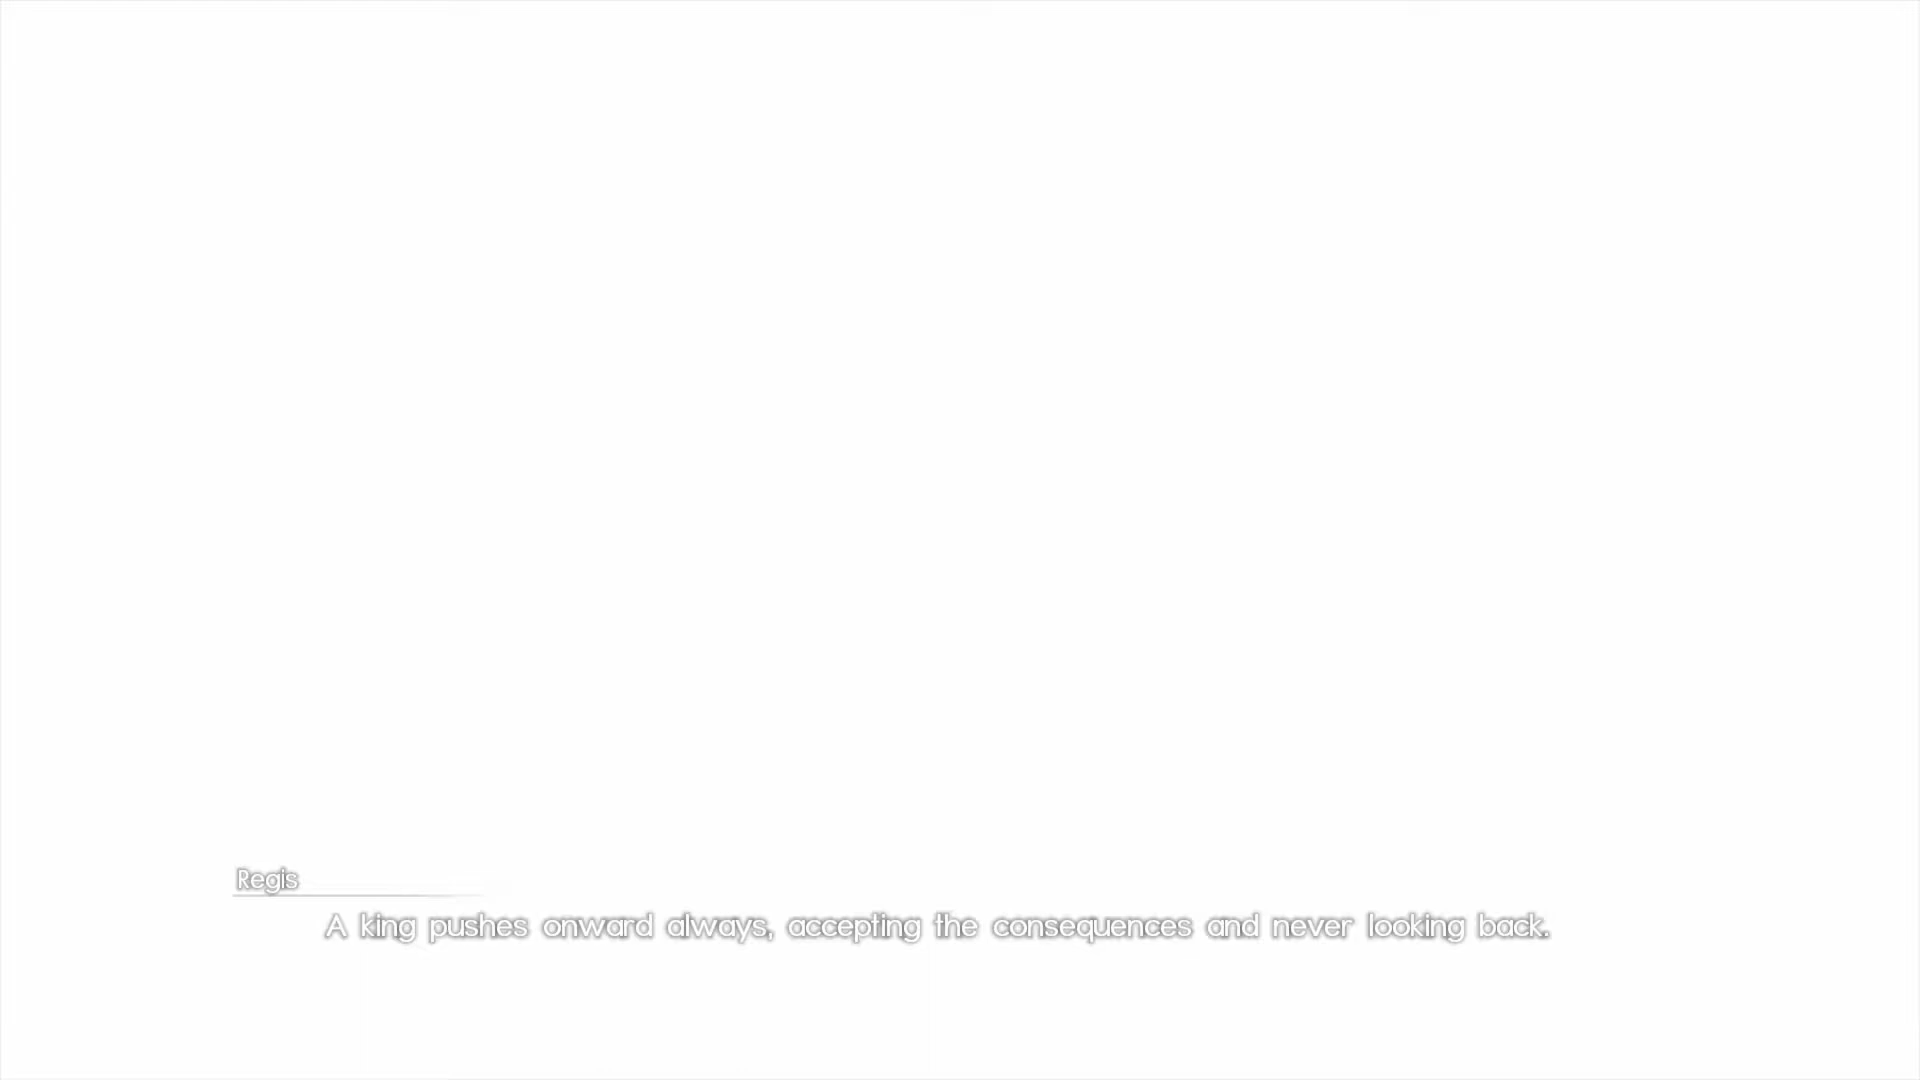 Regis
A king pushes onward always, accepting the consequences and never looking back.